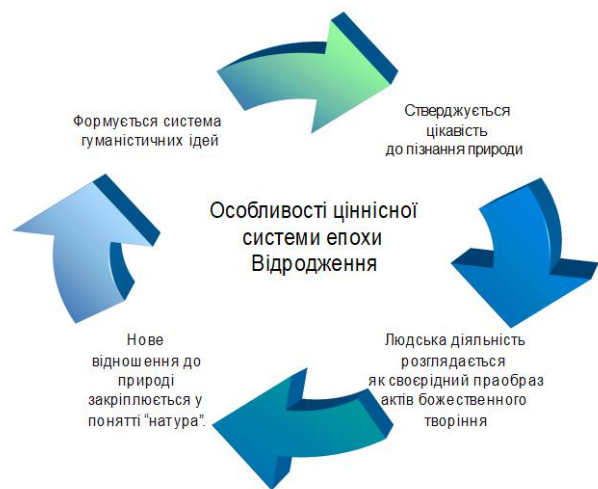 Формується система
гуманістичних ідей
Стверджується
цікавість
до пізнання природи
Особливості ціннісної
системи епохи
Відродження
Нове
відношення до
природі
закріплюється у
понятті "натура".
Людська діяльність
розглядається
як своєрідний праобраз
актів божественного
творіння